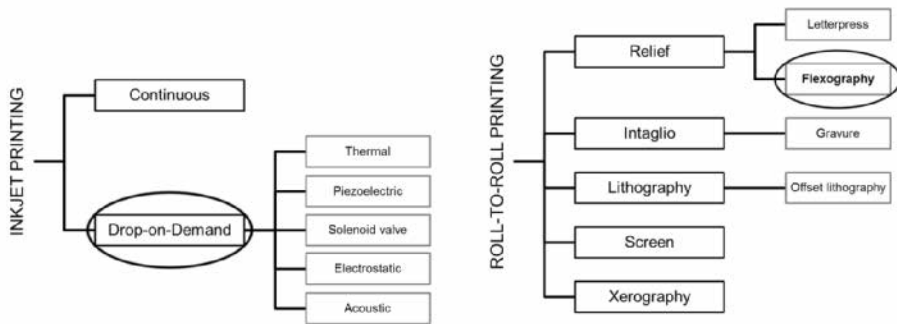 INKJET PRINTING
Continuous
Drop-on-Demand
Thermal
Piezoelectric
Solenoid valve
Electrostatic
Acoustic
ROLL-TO-ROLL PRINTING
Relief
Letterpress
Flexography
Intaglio
Gravure
Lithography
Offset lithography
Screen
Xerography